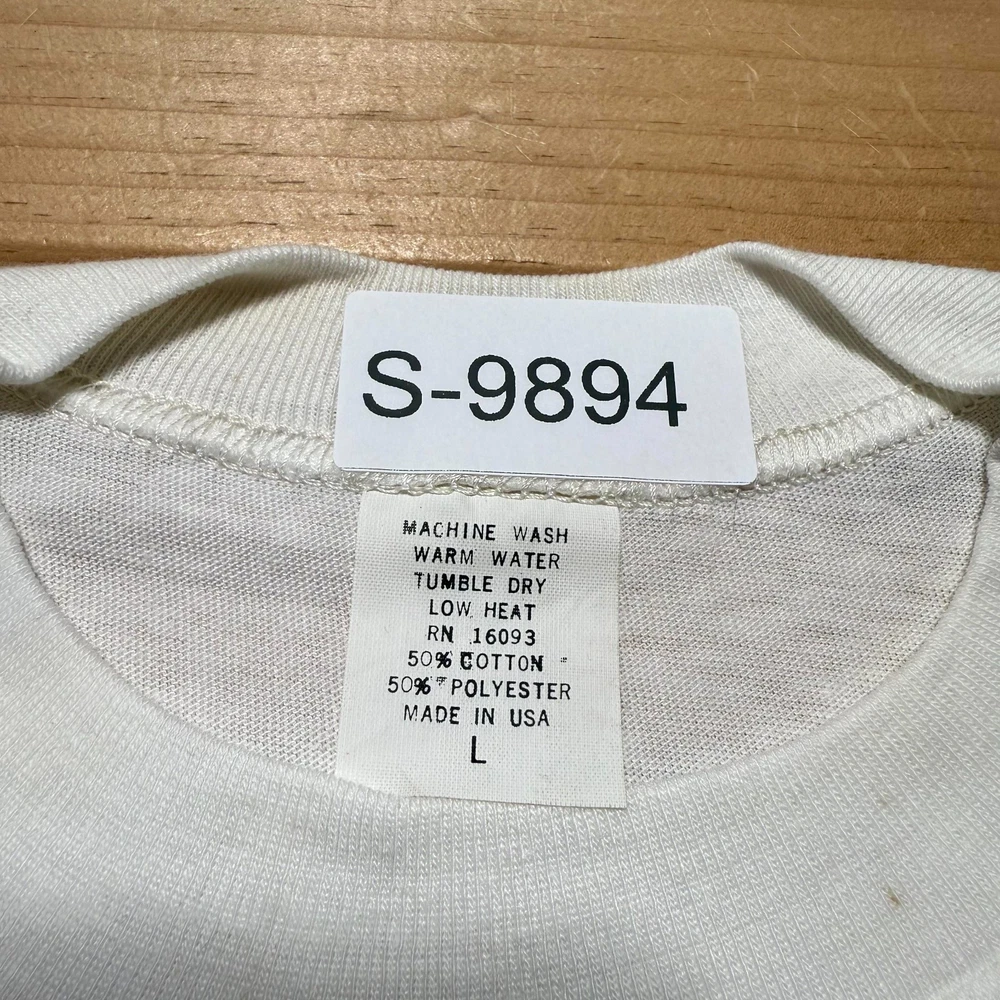 S-9894
MACHINE WASH
WARM WATER
TUMBLE DRY
LOW HEAT
RN 16093
50% COTTON
50% POLYESTER
MADE IN USA
L